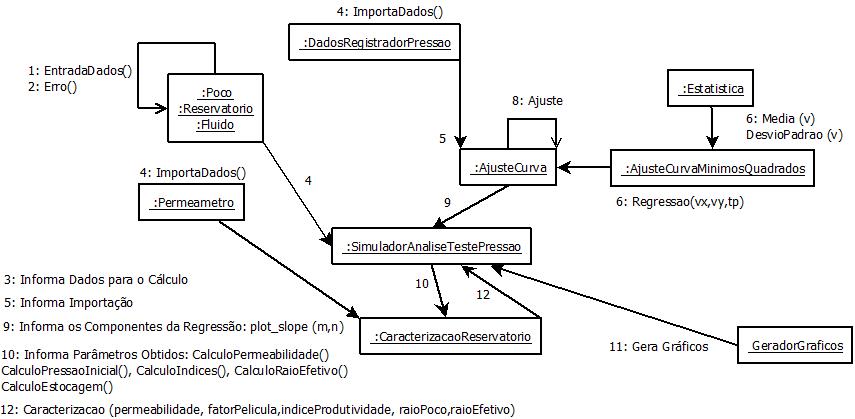 4: ImportaDados()
:DadosRegistradorPressao
1: EntradaDados()
2: Erro()
:Poco
:Reservatorio
:Fluido
8: Ajuste
:Estatistica
6: Media (v)
DesvioPadrao (v)
5
:AjusteCurva
:AjusteCurvaMinimosQuadrados
4: ImportaDados()
4
:Permeametro
9
6: Regressao(vx,vy,tp)
:SimuladorAnaliseTestePressao
3: Informa Dados para o Cálculo
10
12
5: Informa Importação
9: Informa os Componentes da Regressão: plot_slope (m,n)
:CaracterizacaoReservatorio
11: Gera Gráficos
GeradorGraficos
10: Informa Parâmetros Obtidos: CalculoPermeabilidade()
CalculoPressaoInicial(), CalculoIndices(), CalculoRaioEfetivo()
CalculoEstocagem()
12: Caracterizacao (permeabilidade, fatorPelicula,indiceProdutividade, raioPoco,raioEfetivo)